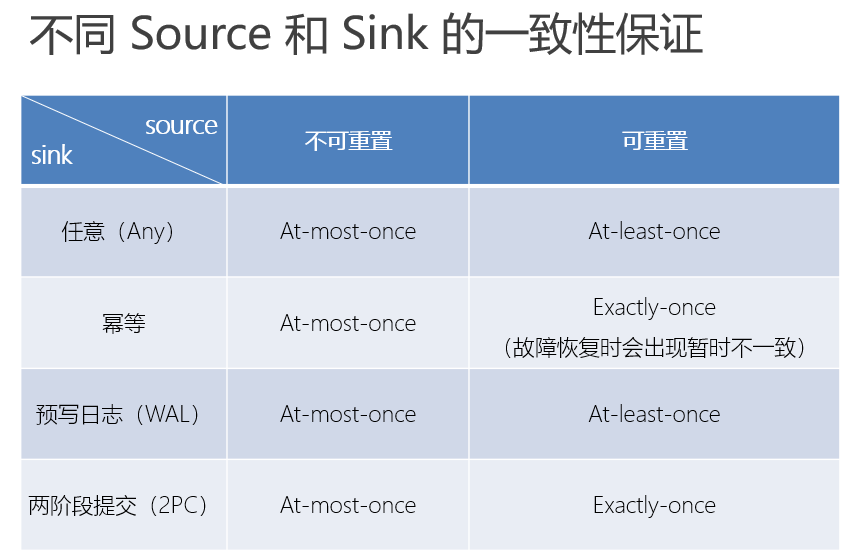 不同 Source 和 Sink 的一致性保证
source
sink
不可重置
可重置
任意（Any）
At-most-once
At-least-once
幂等
At-most-once
Exactly-once
（故障恢复时会出现暂时不一致）
预写日志（WAL）
At-most-once
At-least-once
两阶段提交（2PC）
At-most-once
Exactly-once